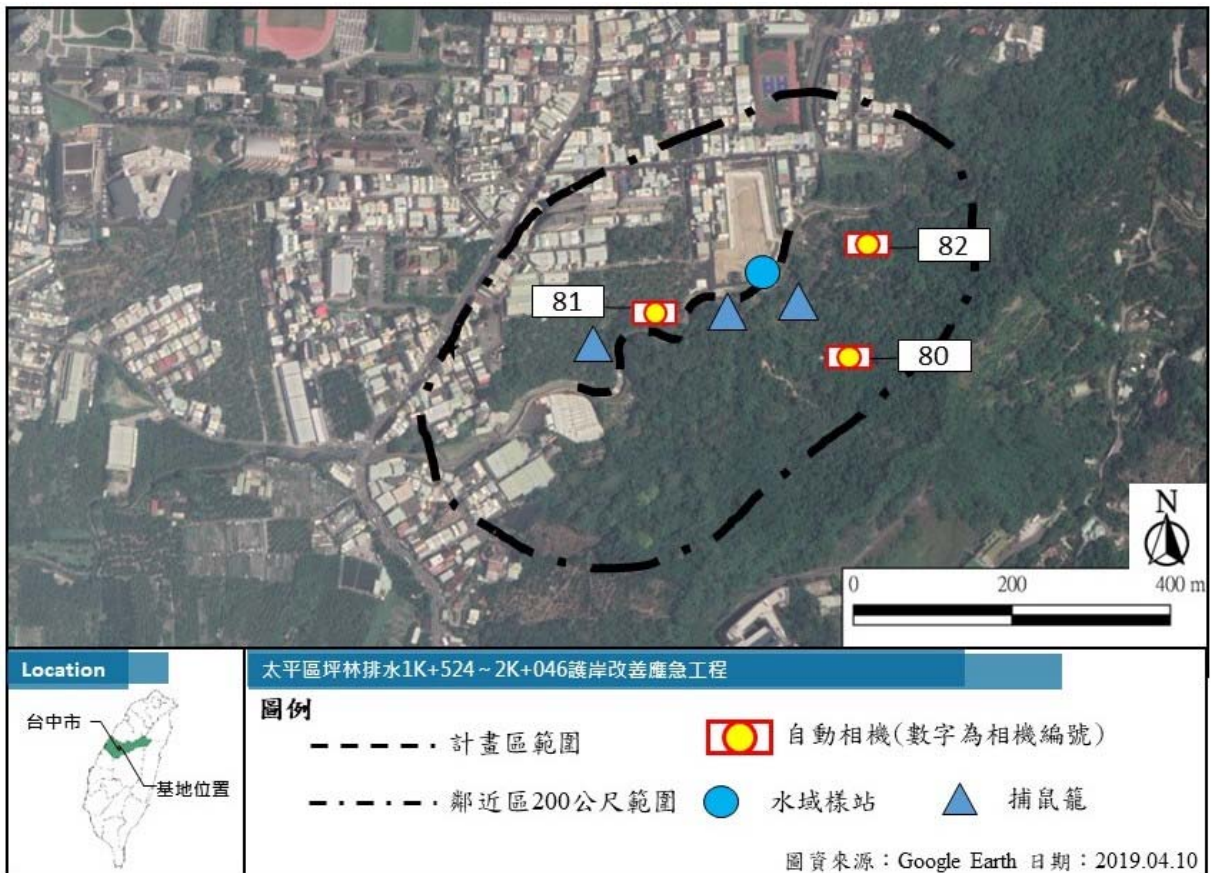 82
81
80
N
0 200 400 m
Location
太平區坪林排水1K+524~2K+046護岸改善應急工程
台中市
基地位置
圖例
計畫區範圍
自動相機(數字為相機編號)
鄰近區200公尺範圍
水域樣站
捕鼠籠
圖資來源:Google Earth 日期:2019.04.10